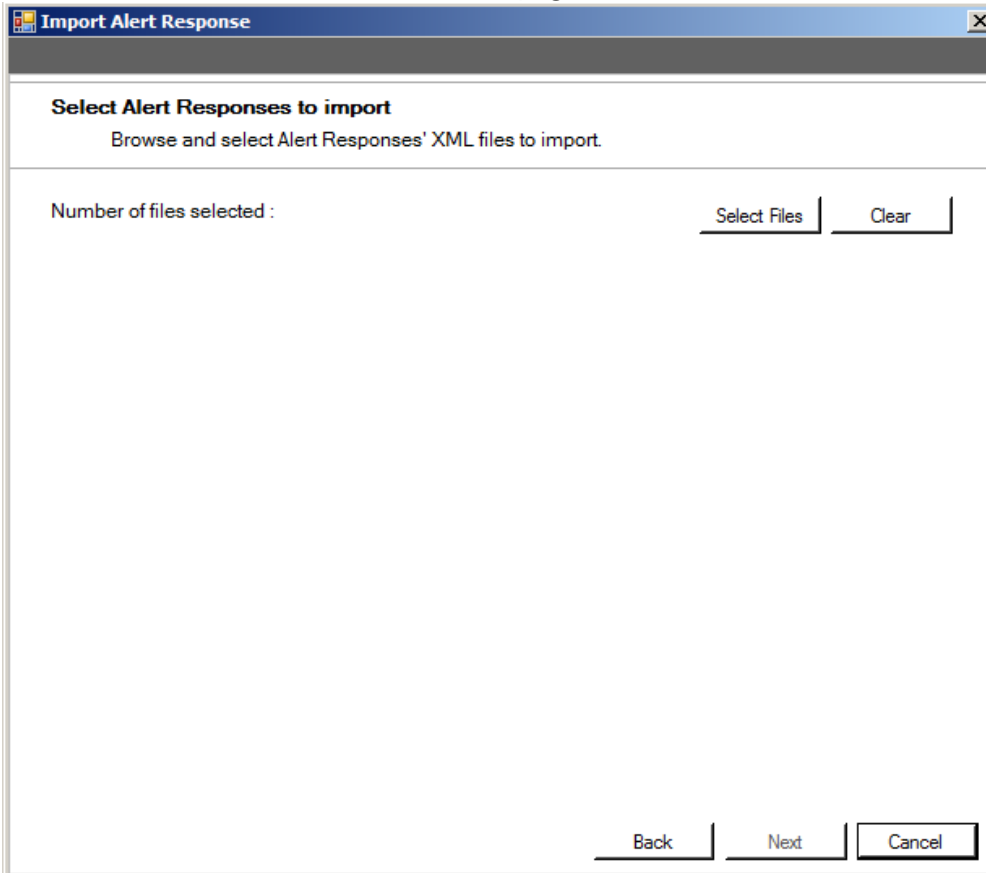 Import Alert Response
Select Alert Responses to import
Browse and select Alert Responses' XML files to import.
Number of files selected :
Select Files
Clear
Back
Next
Cancel